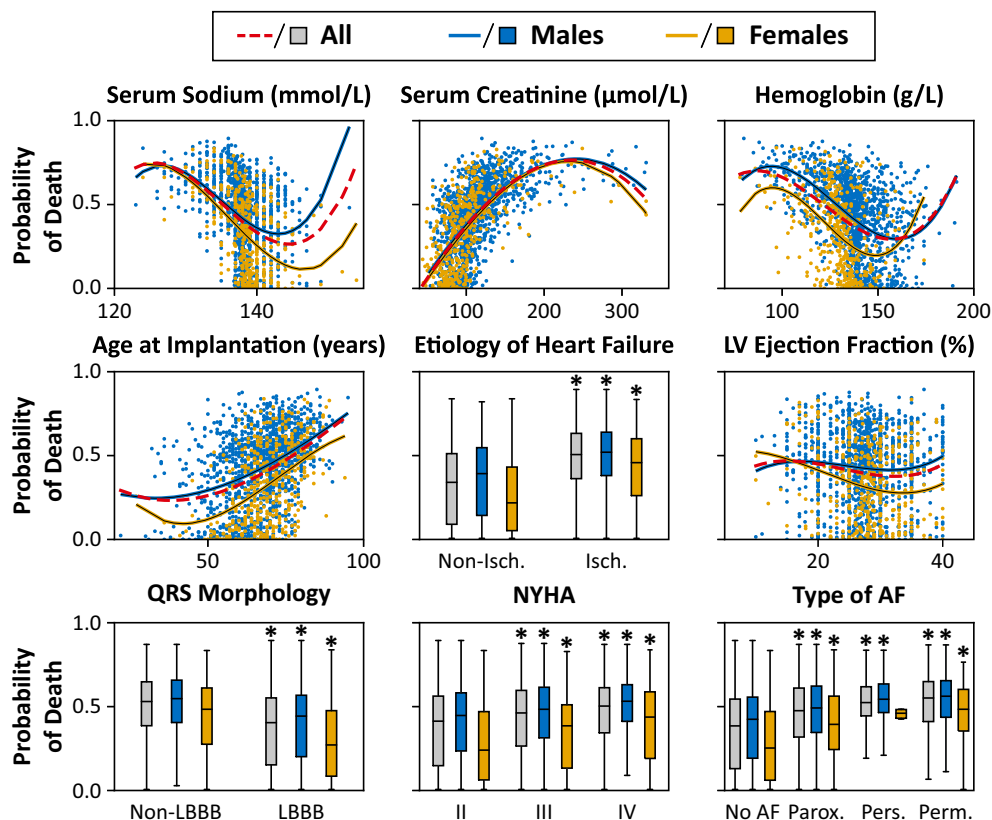 All
Males
Females
Serum Sodium (mmol/L)
Serum Creatinine (µmol/L)
Hemoglobin (g/L)
Probability
of Death
1.0
0.5
0.0
120
140
100
200
300
100
150
200
Age at Implantation (years)
Etiology of Heart Failure
LV Ejection Fraction (%)
Probability
of Death
1.0
0.5
0.0
50
100
Non-Isch.
* * *
Isch.
20
40
QRS Morphology
NYHA
Type of AF
Probability
of Death
1.0
0.5
0.0
* * *
Non-LBBB
LBBB
* * * * * *
II
III
IV
* * * * * * * *
No AF
Parox.
Pers.
Perm.